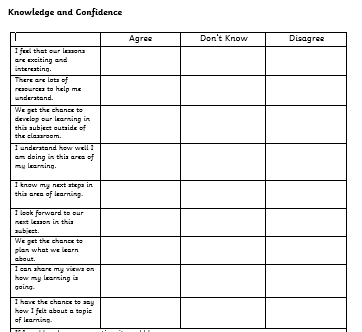 Knowledge and Confidence
Agree Don't Know Disagree
I feel that our lessons
are exciting and
interesting.
There are lots of
resources to help me
understand.
We get the chance to
develop our learning in
this subject outside of
the classroom.
I understand how well I
am doing in this area of
my learning.
I know my next steps in
this area of learning.
I look forward to our
next lesson in this
subject.
We get the chance to
plan what we learn
about.
I can share my views on
how my learning is
going.
I have the chance to say
how I felt about a topic
of learning.